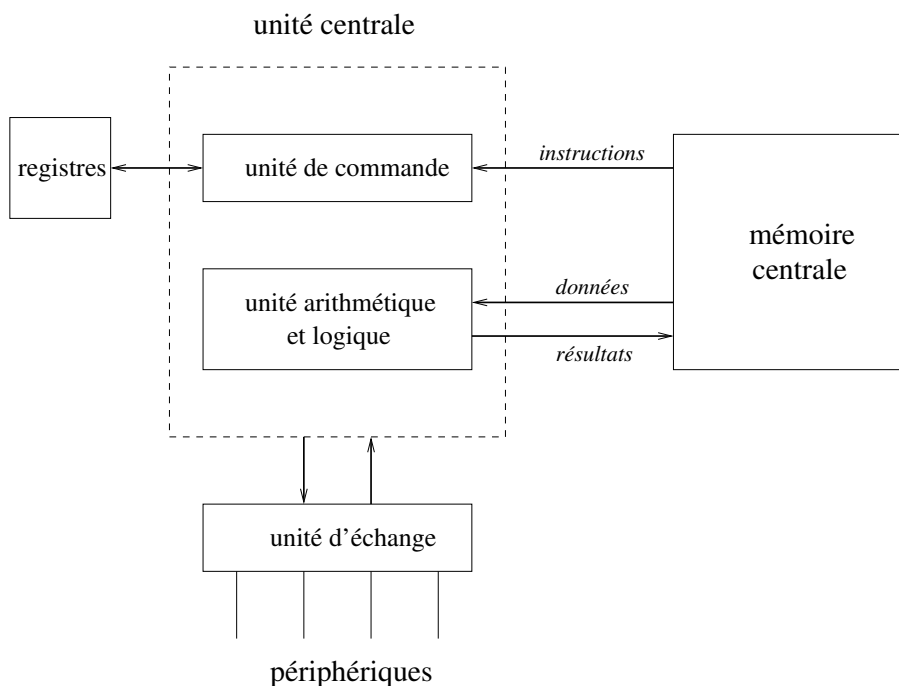 unité centrale
registres
unité de commande
instructions
mémoire
centrale
unité arithmétique
et logique
données
résultats
unité d'échange
périphériques